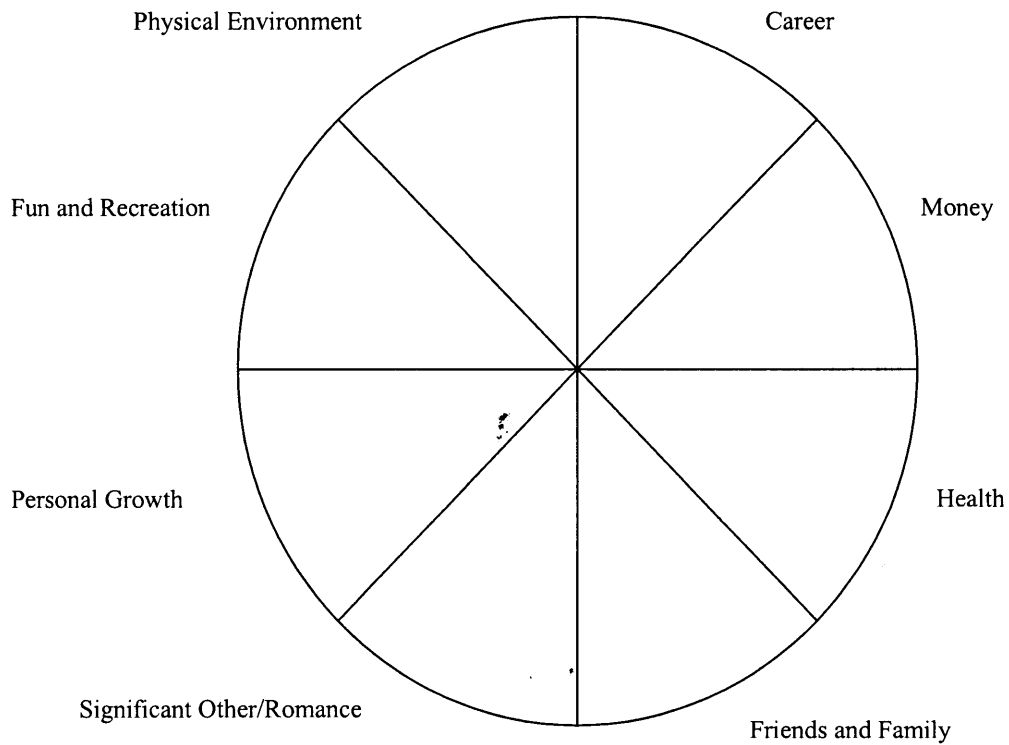 Physical Environment
Career
Fun and Recreation
Money
Personal Growth
Health
Significant Other/Romance
Friends and Family